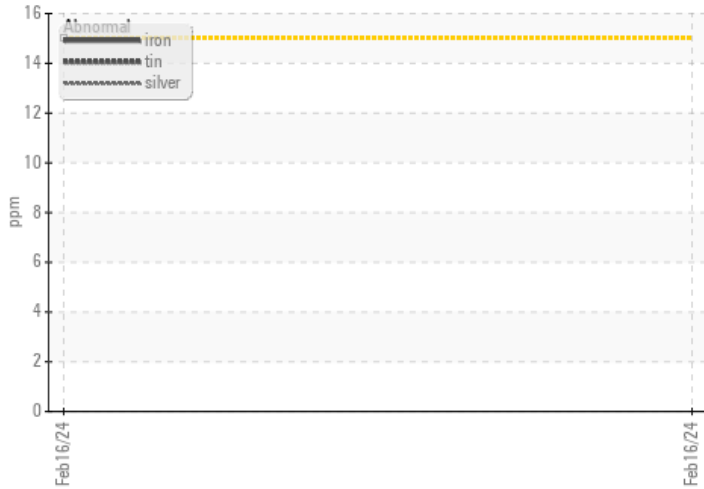 16
Abnormal
iron
tin
silver
14
12
10
8
6
4
2
0
ppm
Feb16/24
Feb16/24